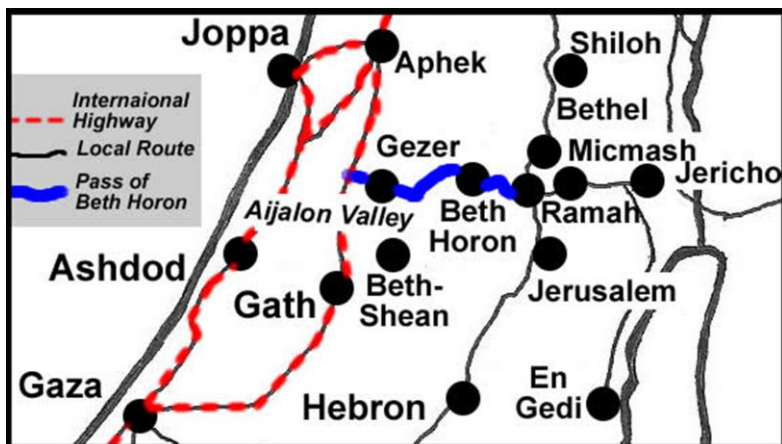 Joppa
Aphek
Shiloh
Bethel
Internaional
Highway
Local Route
Pass of
Beth Horon
Gezer
Micmash
Jericho
Aijalon Valley
Beth
Horon
Ramah
Ashdod
Gath
Beth-
Shean
Jerusalem
Gaza
Hebron
En
Gedi